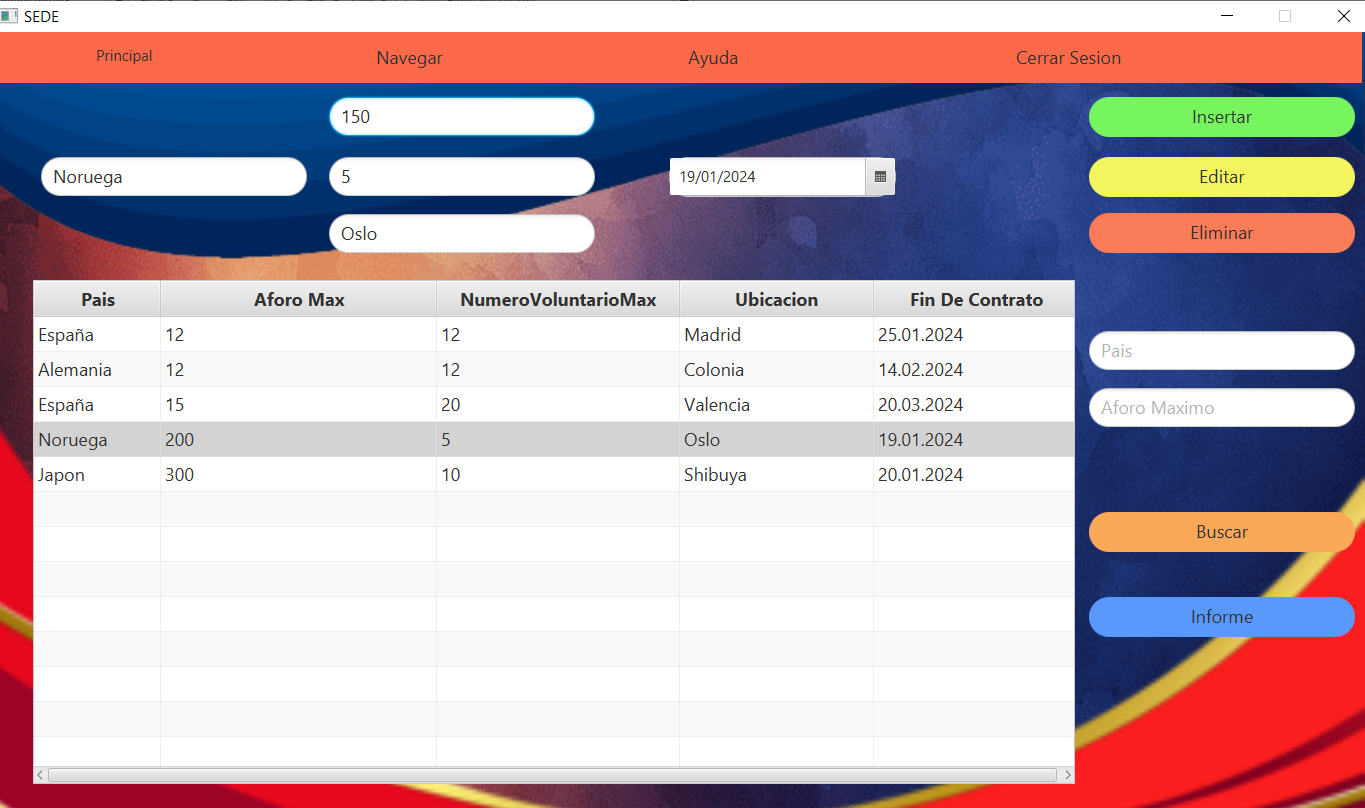 SEDE
Principal Navegar Ayuda Cerrar Sesion
150 Insertar
Noruega 5 19/01/2024 Editar
Oslo Eliminar
Pais Aforo Max NumeroVoluntarioMax Ubicacion Fin De Contrato
España 12 12 Madrid 25.01.2024
Pais
Alemania 12 12 Colonia 14.02.2024
España 15 20 Valencia 20.03.2024
Aforo Maximo
Noruega 200 5 Oslo 19.01.2024
Japon 300 10 Shibuya 20.01.2024
Buscar
Informe